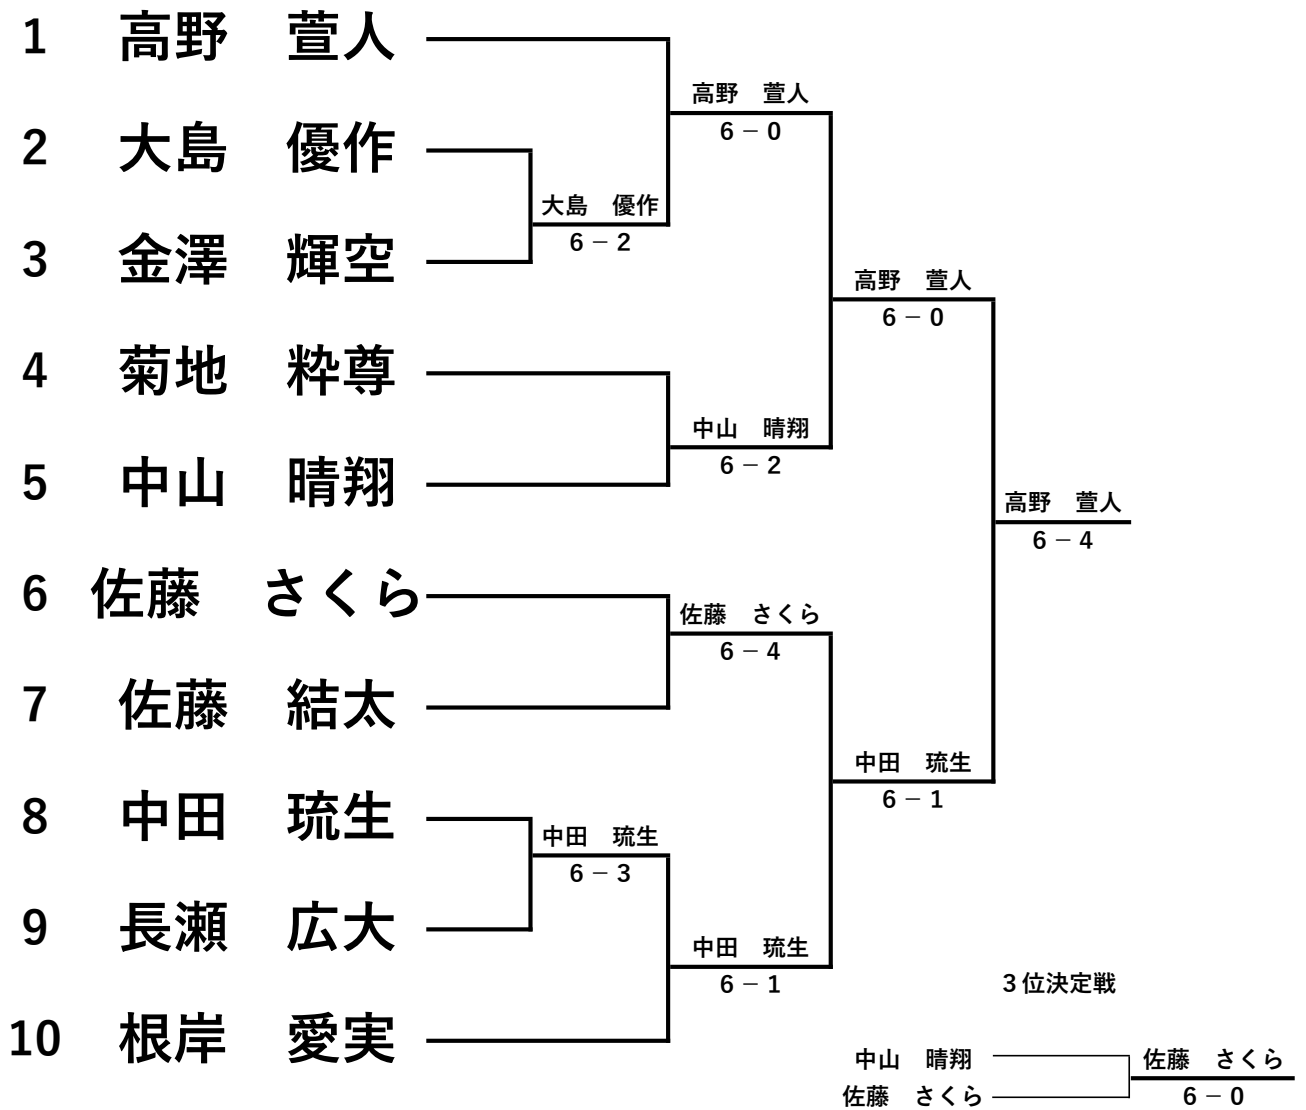 1 高野　萱人
高野　萱人
6 － 0
2 大島　優作
大島　優作
6 － 2
3 金澤　輝空
高野　萱人
6 － 0
4 菊地　粋尊
中山　晴翔
6 － 2
5 中山　晴翔
高野　萱人
6 － 4
6 佐藤　さくら
佐藤　さくら
6 － 4
7 佐藤　結太
中田　琉生
6 － 1
8 中田　琉生
中田　琉生
6 － 3
9 長瀬　広大
中田　琉生
6 － 1
10 根岸　愛実
３位決定戦
中山　晴翔
佐藤　さくら
佐藤　さくら
6 － 0